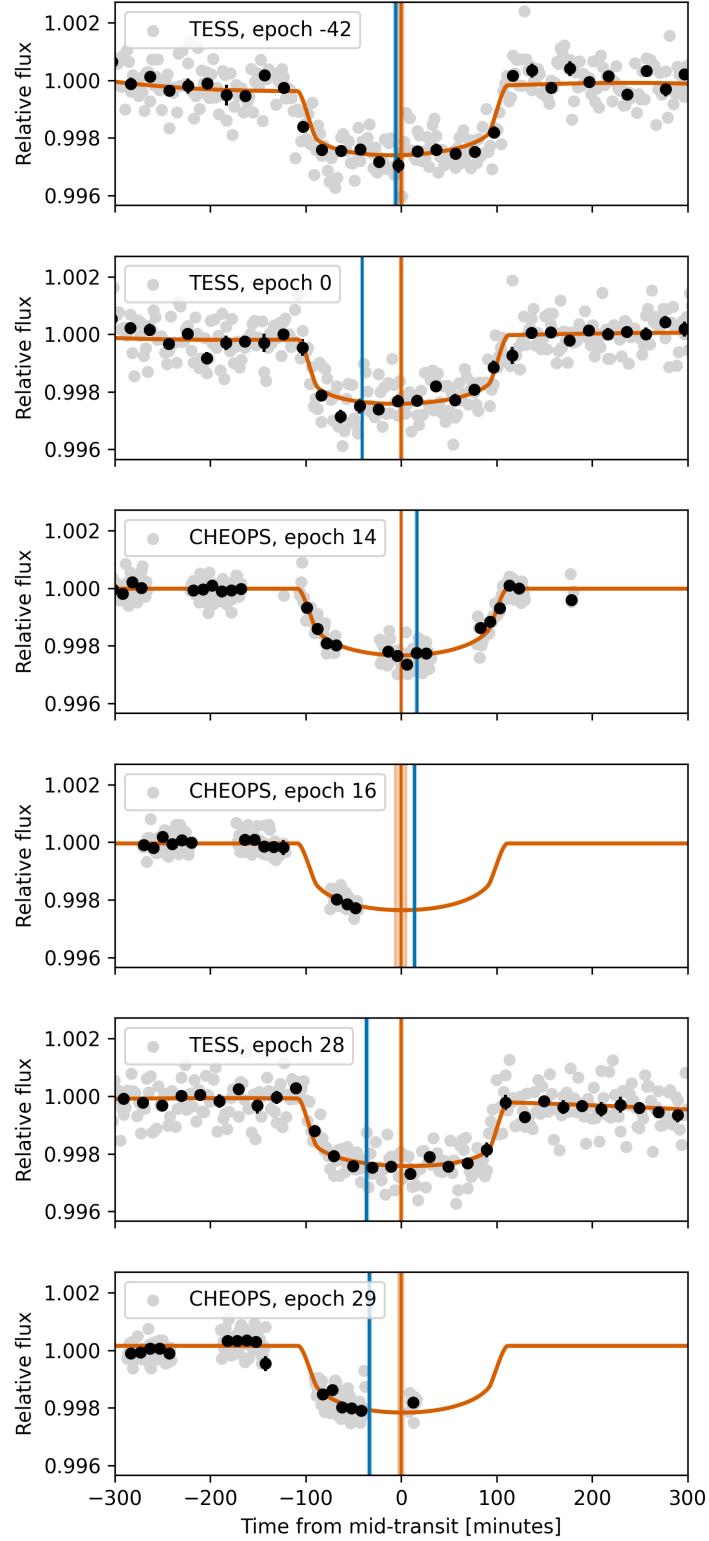 1.002
TESS, epoch -42
1.000
0.998
0.996
Relative flux
1.002
TESS, epoch 0
1.000
0.998
0.996
Relative flux
1.002
CHEOPS, epoch 14
1.000
0.998
0.996
Relative flux
1.002
CHEOPS, epoch 16
1.000
0.998
0.996
Relative flux
1.002
TESS, epoch 28
1.000
0.998
0.996
Relative flux
1.002
CHEOPS, epoch 29
1.000
0.998
0.996
Relative flux
−300 −200 −100 0 100 200 300
Time from mid-transit [minutes]